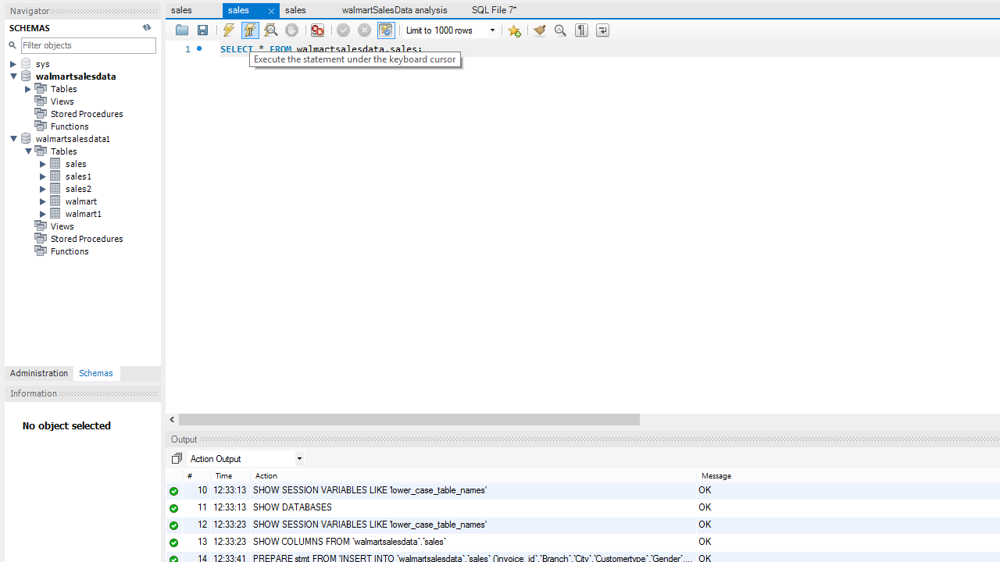 Navigator
SCHEMAS
Filter objects
sys
walmartsalesdata
Tables
Views
Stored Procedures
Functions
walmartsalesdata1
Tables
sales
sales1
sales2
walmart
walmart1
Views
Stored Procedures
Functions
Administration Schemas
Information
No object selected
sales sales sales walmartSalesData analysis SQL File 7*
Limit to 1000 rows
1 SELECT * FROM walmartsalesdata.sales;
Execute the statement under the keyboard cursor
Output
Action Output
# Time Action Message
10 12:33:13 SHOW SESSION VARIABLES LIKE 'lower_case_table_names' OK
11 12:33:13 SHOW DATABASES OK
12 12:33:23 SHOW SESSION VARIABLES LIKE 'lower_case_table_names' OK
13 12:33:23 SHOW COLUMNS FROM `walmartsalesdata`.`sales` OK
14 12:33:41 PREPARE stmt FROM 'INSERT INTO `walmartsalesdata`.`sales` (`invoice_id`,`Branch`,`City`,`Customertype`,`Gender`,... OK